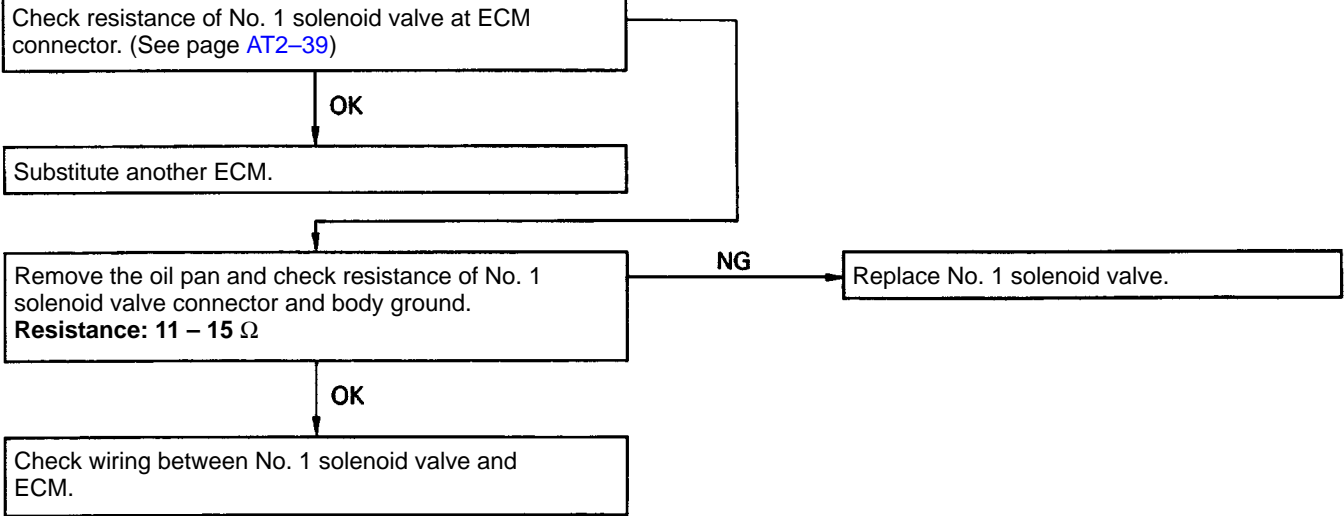 Check resistance of No. 1 solenoid valve at ECM
connector. (See page AT2–39)
OK
Substitute another ECM.
Remove the oil pan and check resistance of No. 1
solenoid valve connector and body ground.
Resistance: 11 – 15 Ω
NG
Replace No. 1 solenoid valve.
OK
Check wiring between No. 1 solenoid valve and
ECM.